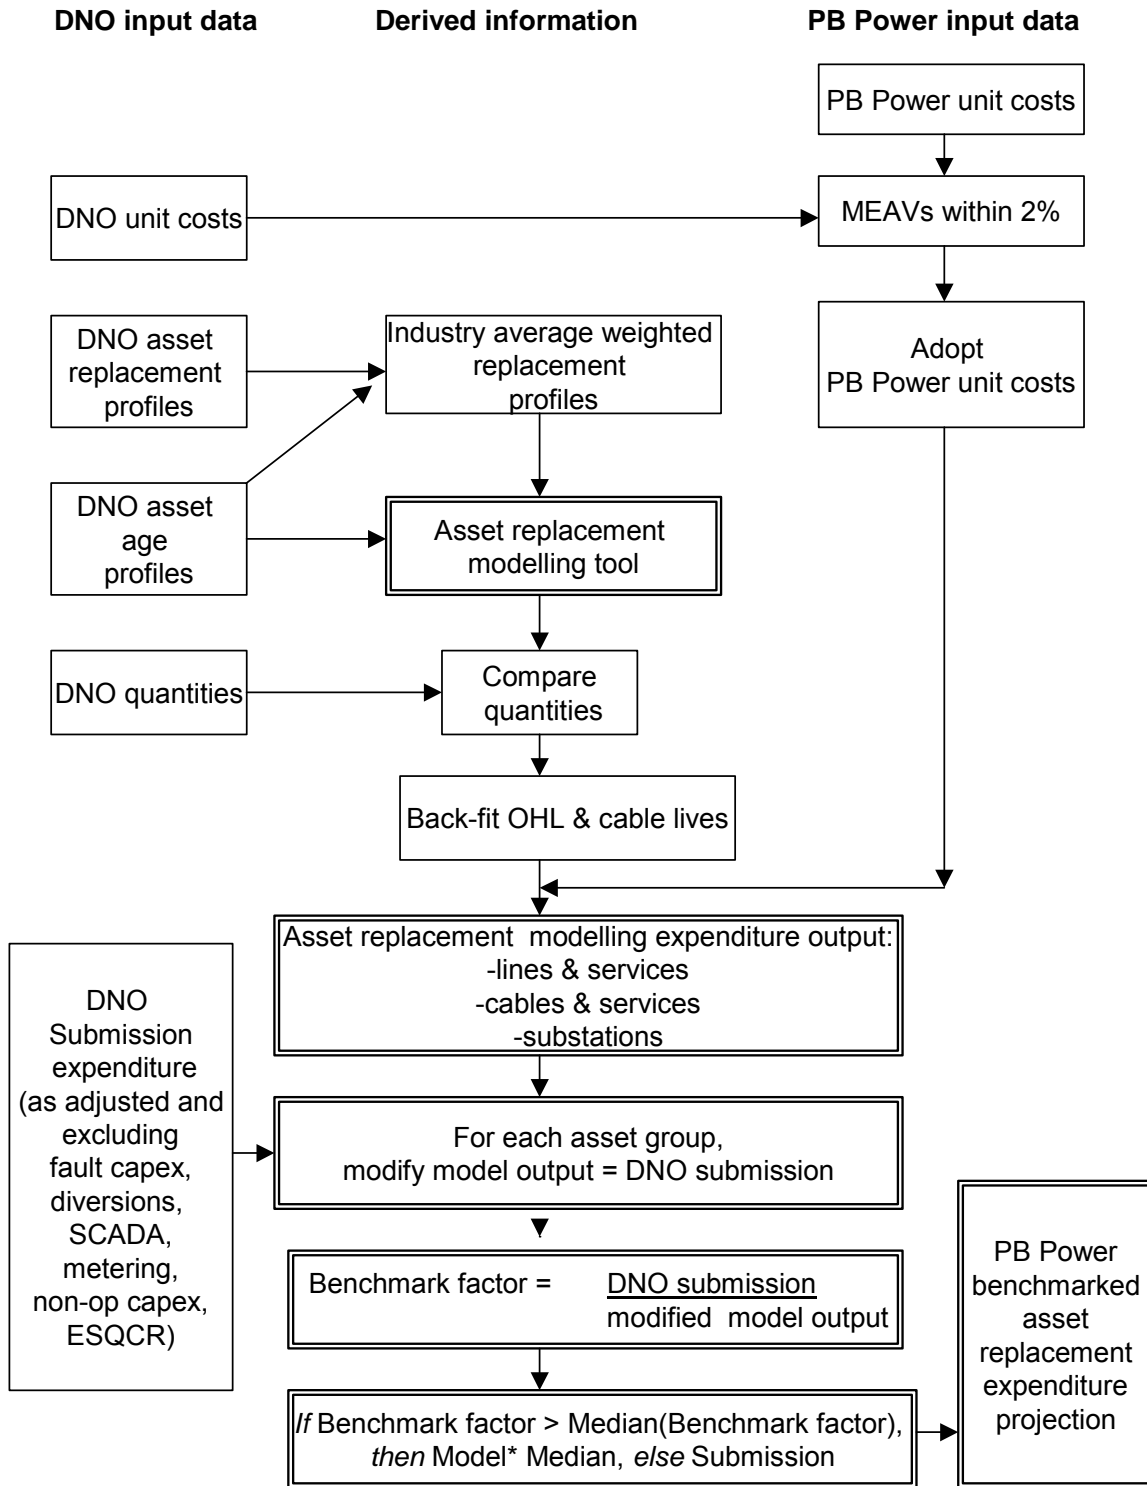 DNO input data
Derived information
PB Power input data
PB Power unit costs
DNO unit costs
MEAVs within 2%
DNO asset
replacement
profiles
Industry average weighted
replacement
profiles
Adopt
PB Power unit costs
DNO asset
age
profiles
Asset replacement
modelling tool
DNO quantities
Compare
quantities
Back-fit OHL & cable lives
Asset replacement  modelling expenditure output:
-lines & services
-cables & services
-substations
DNO
Submission
expenditure
(as adjusted and
excluding
fault capex,
diversions,
SCADA,
metering,
non-op capex,
ESQCR)
For each asset group,
modify model output = DNO submission
Benchmark factor = DNO submission
modified  model output
If Benchmark factor > Median(Benchmark factor),
then Model* Median, else Submission
PB Power
benchmarked
asset
replacement
expenditure
projection